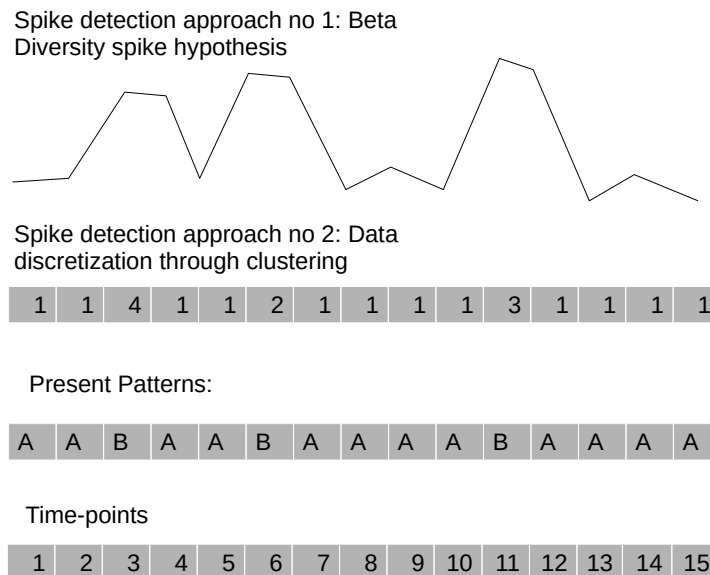 Spike detection approach no 1: Beta
Diversity spike hypothesis
Spike detection approach no 2: Data
discretization through clustering
1 1 4 1 1 2 1 1 1 1 3 1 1 1 1
Present Patterns:
A A B A A B A A A A B A A A A
Time-points
1 2 3 4 5 6 7 8 9 10 11 12 13 14 15